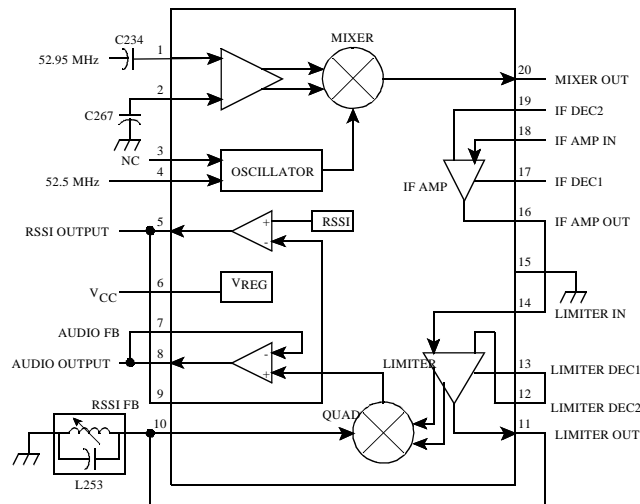 C234
52.95 MHz
1
2
C267
NC
3
4
52.5 MHz
MIXER
OSCILLATOR
20
MIXER OUT
19
IF DEC2
18
IF AMP IN
IF AMP
17
IF DEC1
16
IF AMP OUT
RSSI OUTPUT
5
+
-
RSSI
15
VCC
6
VREG
14
LIMITER IN
AUDIO FB
7
AUDIO OUTPUT
8
-
+
LIMITER
13
LIMITER DEC1
12
LIMITER DEC2
9
RSSI FB
10
QUAD
11
LIMITER OUT
L253